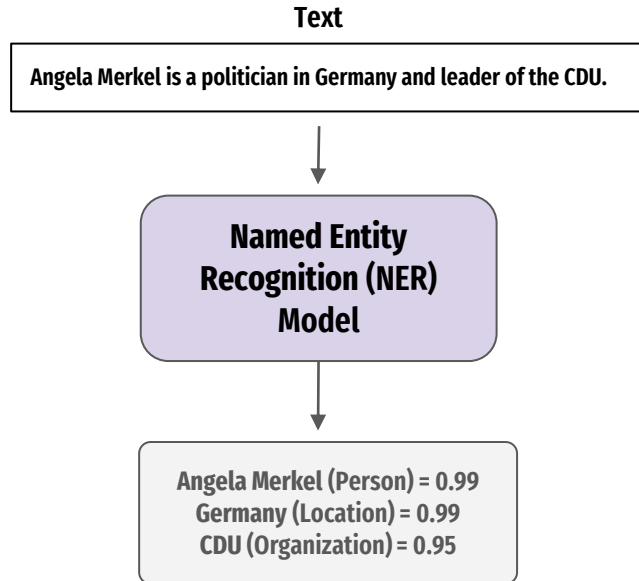 Text
Angela Merkel is a politician in Germany and leader of the CDU.
Named Entity
Recognition (NER)
Model
Angela Merkel (Person) = 0.99
Germany (Location) = 0.99
CDU (Organization) = 0.95